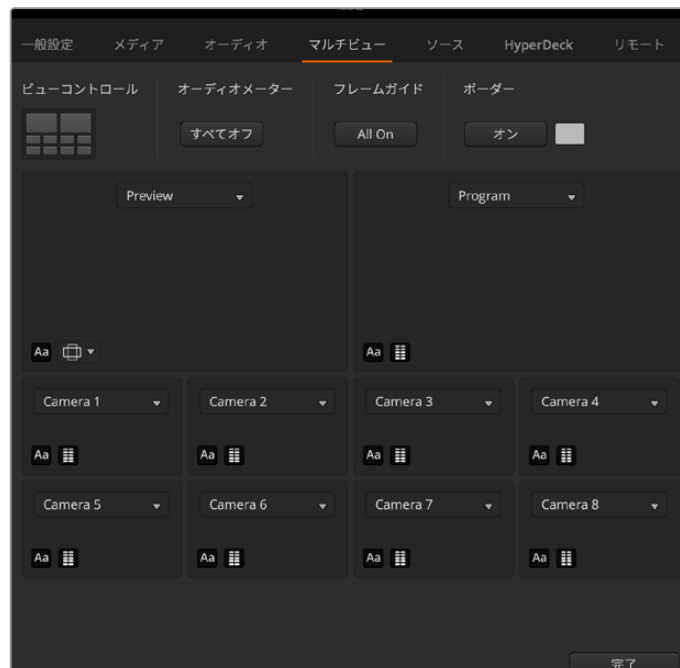 一般設定 メディア オーディオ マルチビュー ソース HyperDeck リモート
ビューコントロール オーディオメーター フレームガイド ボーダー
すべてオフ All On オン
Preview Program
Aa Aa
Camera 1 Camera 2 Camera 3 Camera 4
Aa Aa Aa Aa
Camera 5 Camera 6 Camera 7 Camera 8
Aa Aa Aa Aa
完了